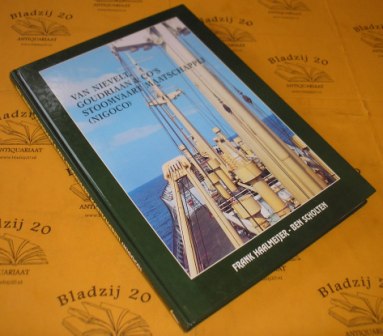 VAN NIEVELT
GOUDRIAAN & CO'S
STOOMVAART MAATSCHAPPIJ
(NIGOCO)
FRANK HAALMEIJER - BEN SCHOLTEN
Bladzij 20
ANTIQUARIAAT
Bladzij 20
ANTIQUARIAAT
Bladzij 20
Bladzij 20